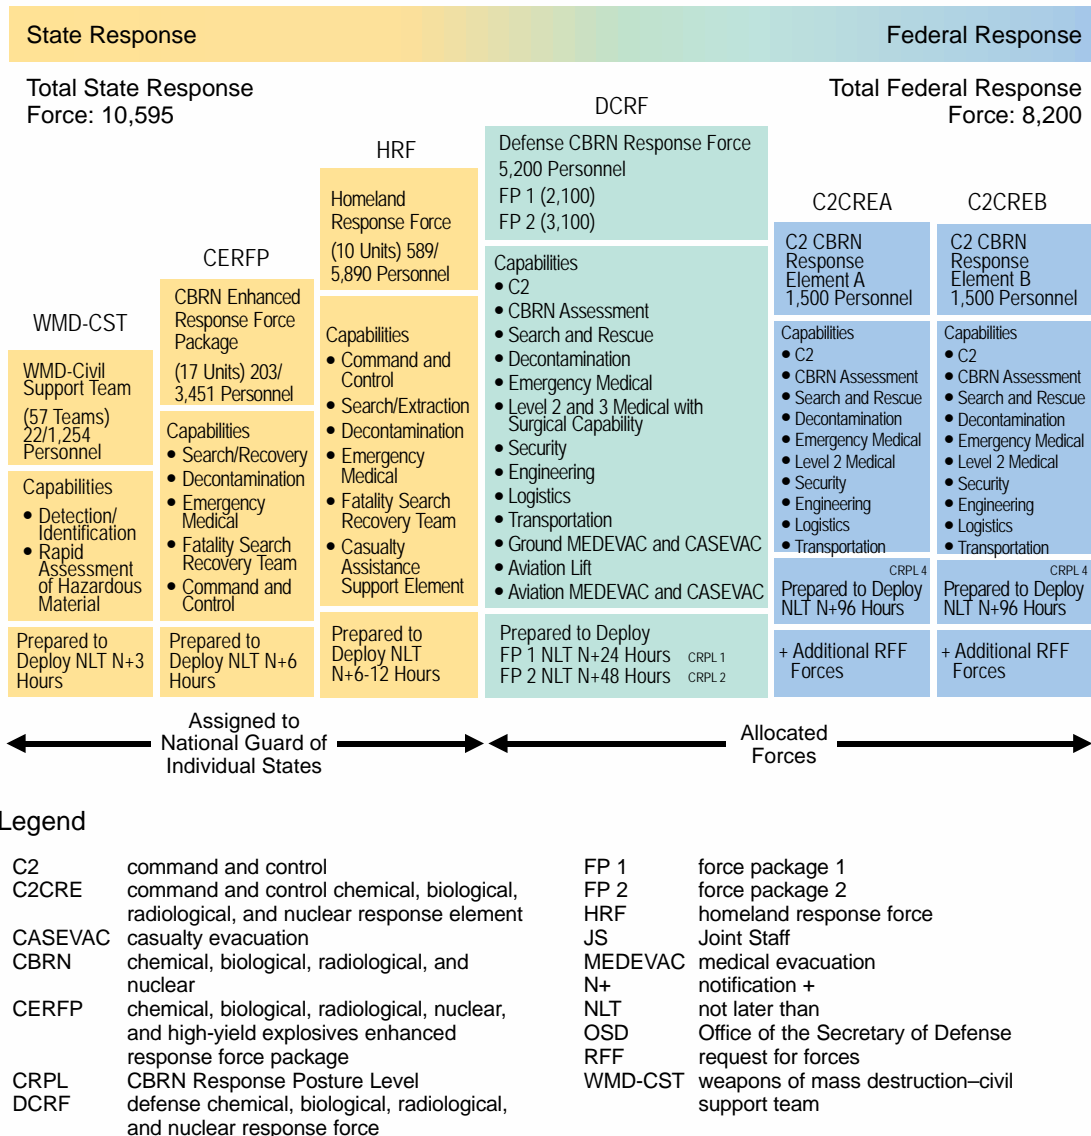 State Response
Federal Response
Total State Response
Force: 10,595
Total Federal Response
Force: 8,200
WMD-CST
WMD-Civil
Support Team
(57 Teams)
22/1,254
Personnel
Capabilities
• Detection/
Identification
• Rapid
Assessment
of Hazardous
Material
Prepared to
Deploy NLT N+3
Hours
CERFP
CBRN Enhanced
Response Force
Package
(17 Units) 203/
3,451 Personnel
Capabilities
• Search/Recovery
• Decontamination
• Emergency
Medical
• Fatality Search
Recovery Team
• Command and
Control
Prepared to
Deploy NLT N+6
Hours
HRF
Homeland
Response Force
(10 Units) 589/
5,890 Personnel
Capabilities
• Command and
Control
• Search/Extraction
• Decontamination
• Emergency
Medical
• Fatality Search
Recovery Team
• Casualty
Assistance
Support Element
Prepared to
Deploy NLT
N+6-12 Hours
DCRF
Defense CBRN Response Force
5,200 Personnel
FP 1 (2,100)
FP 2 (3,100)
Capabilities
• C2
• CBRN Assessment
• Search and Rescue
• Decontamination
• Emergency Medical
• Level 2 and 3 Medical with
Surgical Capability
• Security
• Engineering
• Logistics
• Transportation
• Ground MEDEVAC and CASEVAC
• Aviation Lift
• Aviation MEDEVAC and CASEVAC
Prepared to Deploy
FP 1 NLT N+24 Hours CRPL 1
FP 2 NLT N+48 Hours CRPL 2
C2CREA
C2 CBRN
Response
Element A
1,500 Personnel
Capabilities
• C2
• CBRN Assessment
• Search and Rescue
• Decontamination
• Emergency Medical
• Level 2 Medical
• Security
• Engineering
• Logistics
• Transportation
CRPL 4
Prepared to Deploy
NLT N+96 Hours
+ Additional RFF
Forces
C2CREB
C2 CBRN
Response
Element B
1,500 Personnel
Capabilities
• C2
• CBRN Assessment
• Search and Rescue
• Decontamination
• Emergency Medical
• Level 2 Medical
• Security
• Engineering
• Logistics
• Transportation
CRPL 4
Prepared to Deploy
NLT N+96 Hours
+ Additional RFF
Forces
Assigned to
National Guard of
Individual States
Allocated
Forces
Legend
C2 command and control
C2CRE command and control chemical, biological,
radiological, and nuclear response element
CASEVAC casualty evacuation
CBRN chemical, biological, radiological, and
nuclear
CERFP chemical, biological, radiological, nuclear,
and high-yield explosives enhanced
response force package
CRPL CBRN Response Posture Level
DCRF defense chemical, biological, radiological,
and nuclear response force
FP 1 force package 1
FP 2 force package 2
HRF homeland response force
JS Joint Staff
MEDEVAC medical evacuation
N+ notification +
NLT not later than
OSD Office of the Secretary of Defense
RFF request for forces
WMD-CST weapons of mass destruction–civil
support team